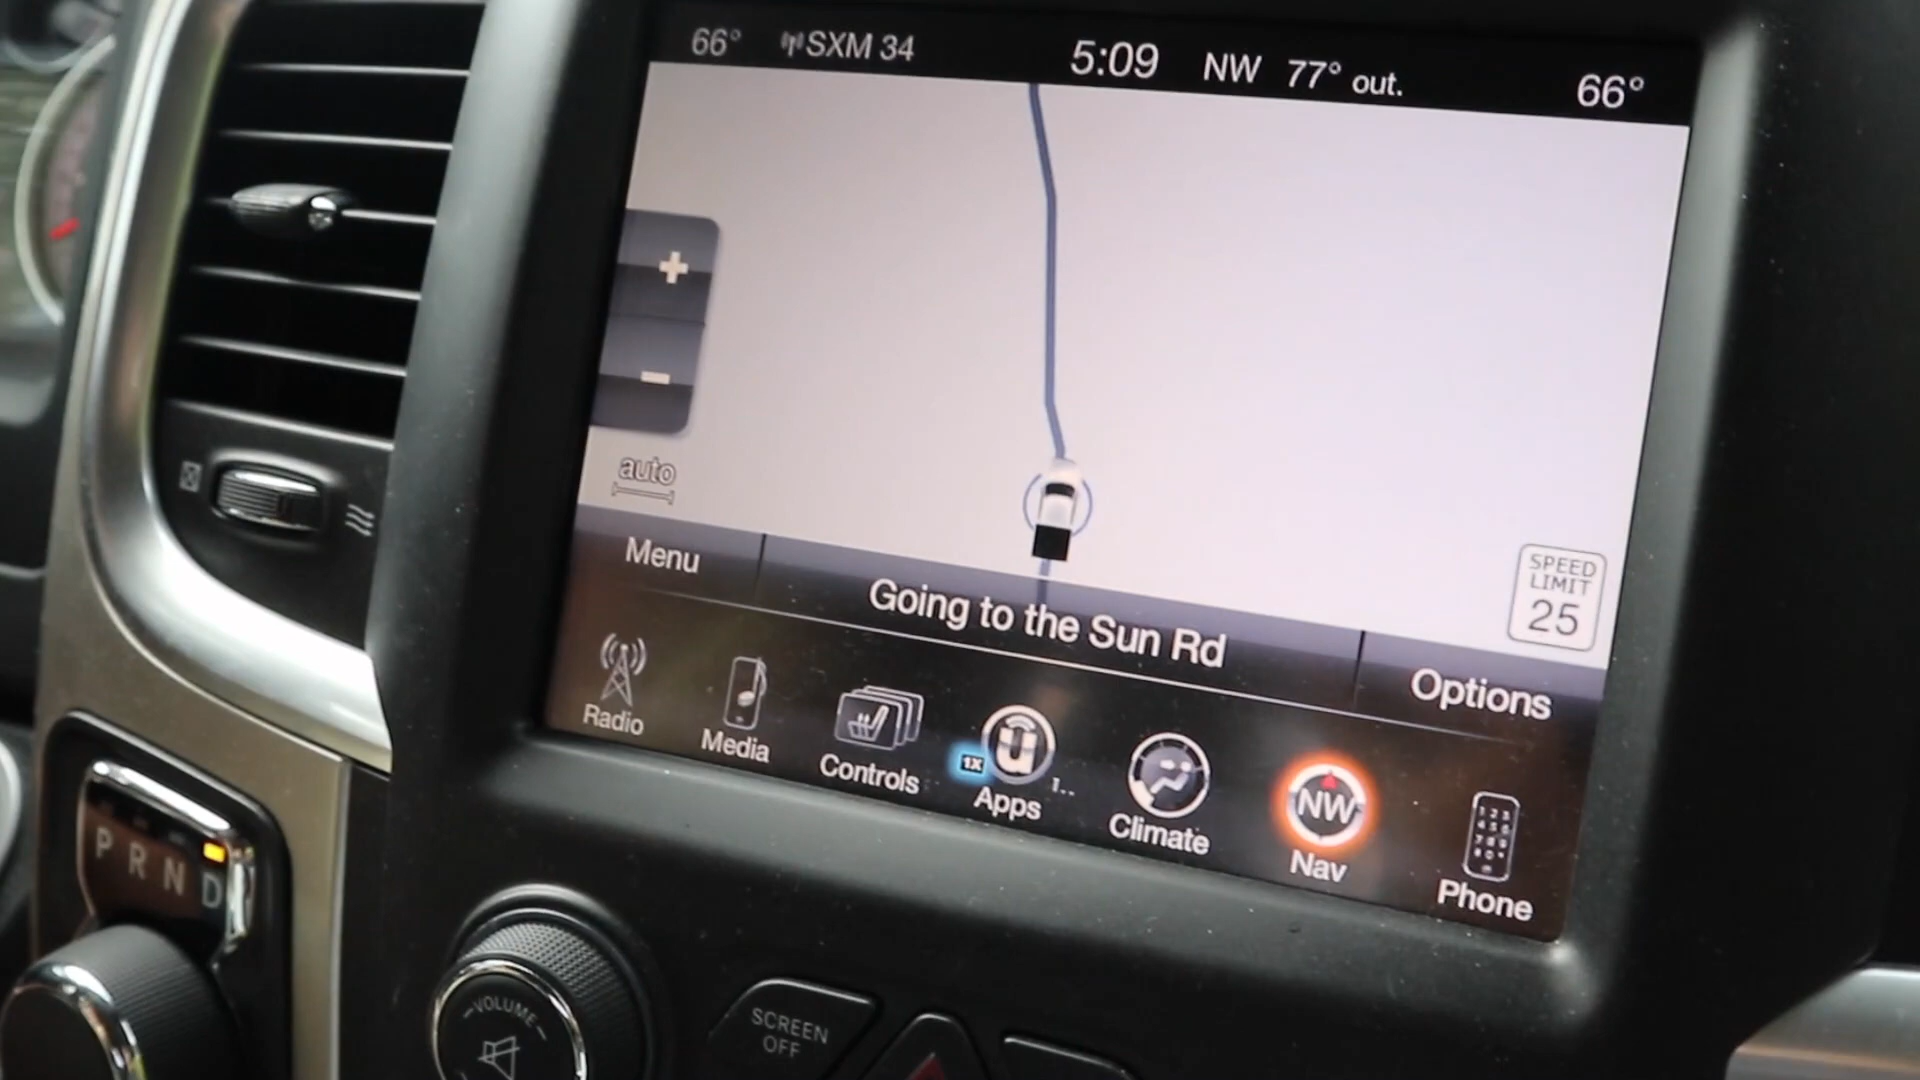 66° SXM 34 5:09 NW 77° out. 66°
+
−
auto
SPEED
LIMIT
25
Menu
Going to the Sun Rd
Options
Radio
Media
Controls
1X
Apps
Climate
NW
Nav
Phone
P R N D
VOLUME
SCREEN
OFF